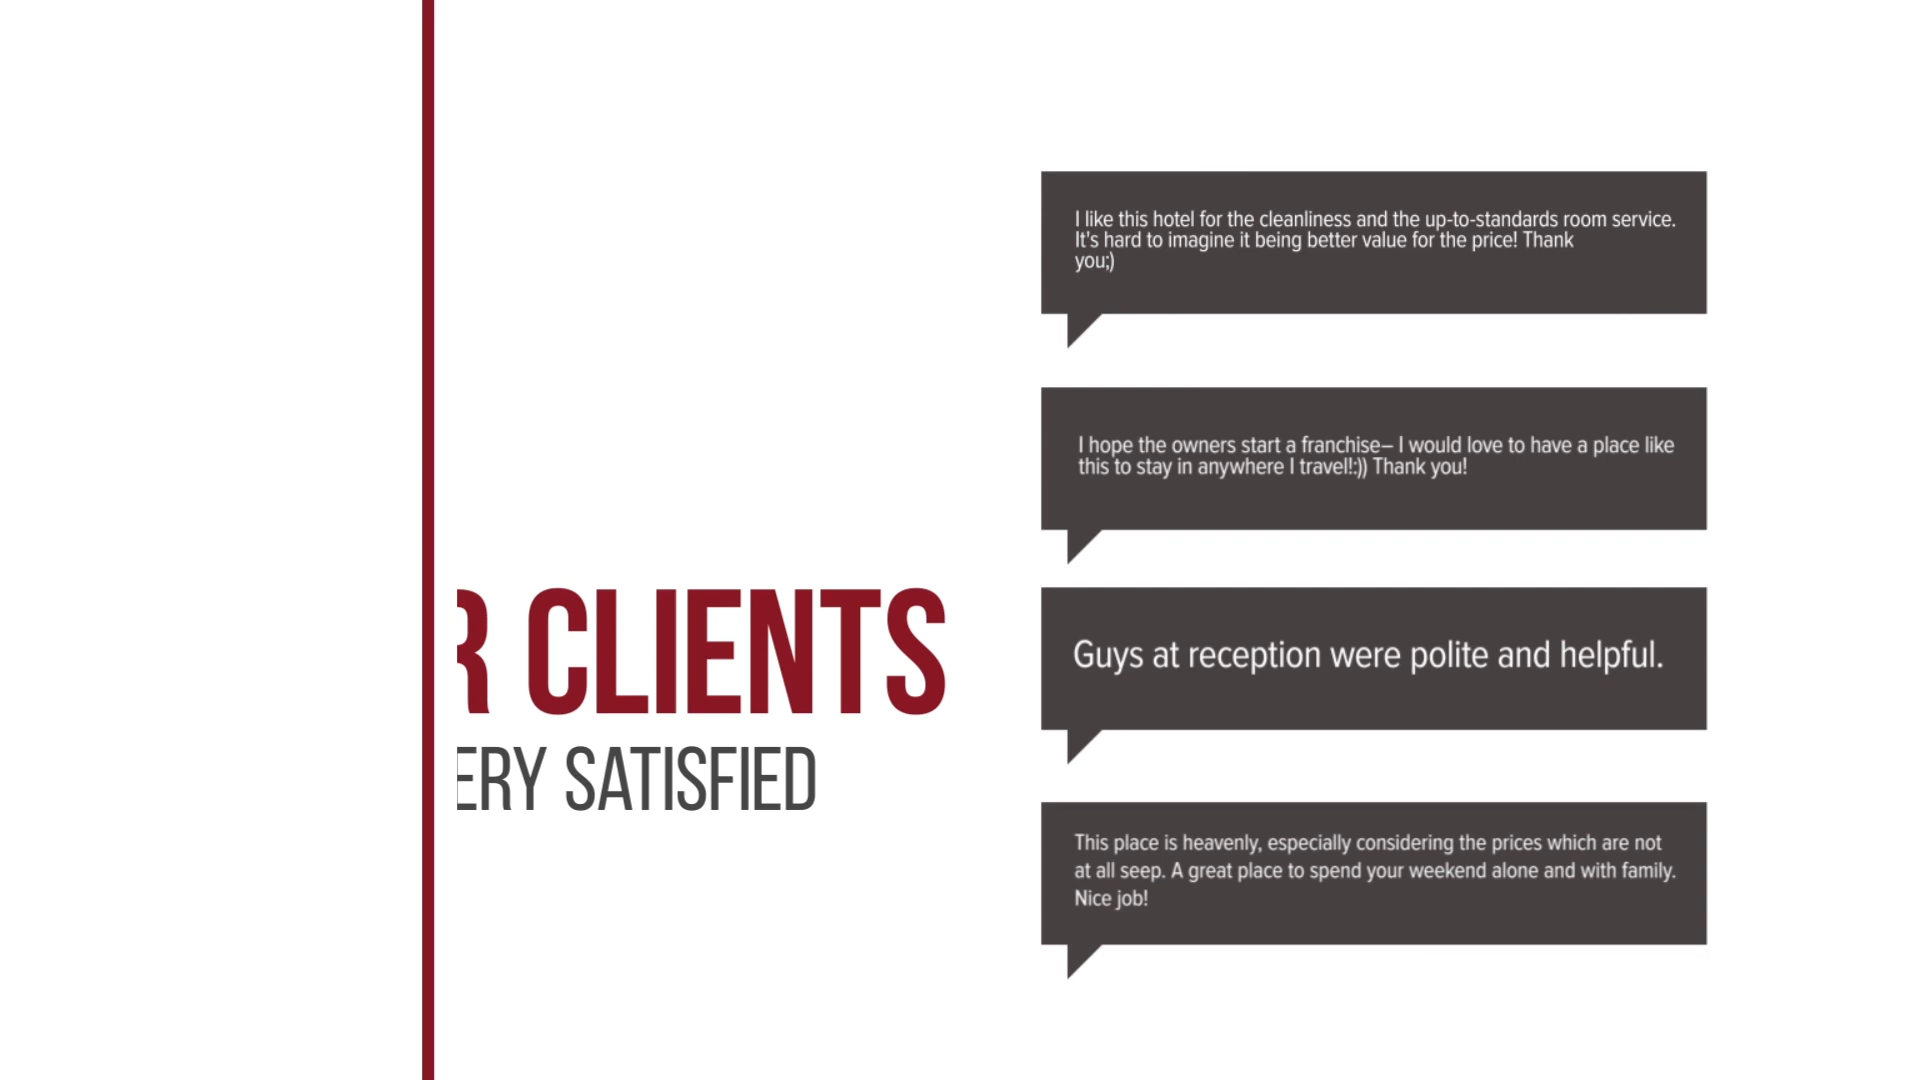 R CLIENTS
ERY SATISFIED
I like this hotel for the cleanliness and the up-to-standards room service.
It's hard to imagine it being better value for the price! Thank
you;)
I hope the owners start a franchise– I would love to have a place like
this to stay in anywhere I travel!:)) Thank you!
Guys at reception were polite and helpful.
This place is heavenly, especially considering the prices which are not
at all seep. A great place to spend your weekend alone and with family.
Nice job!